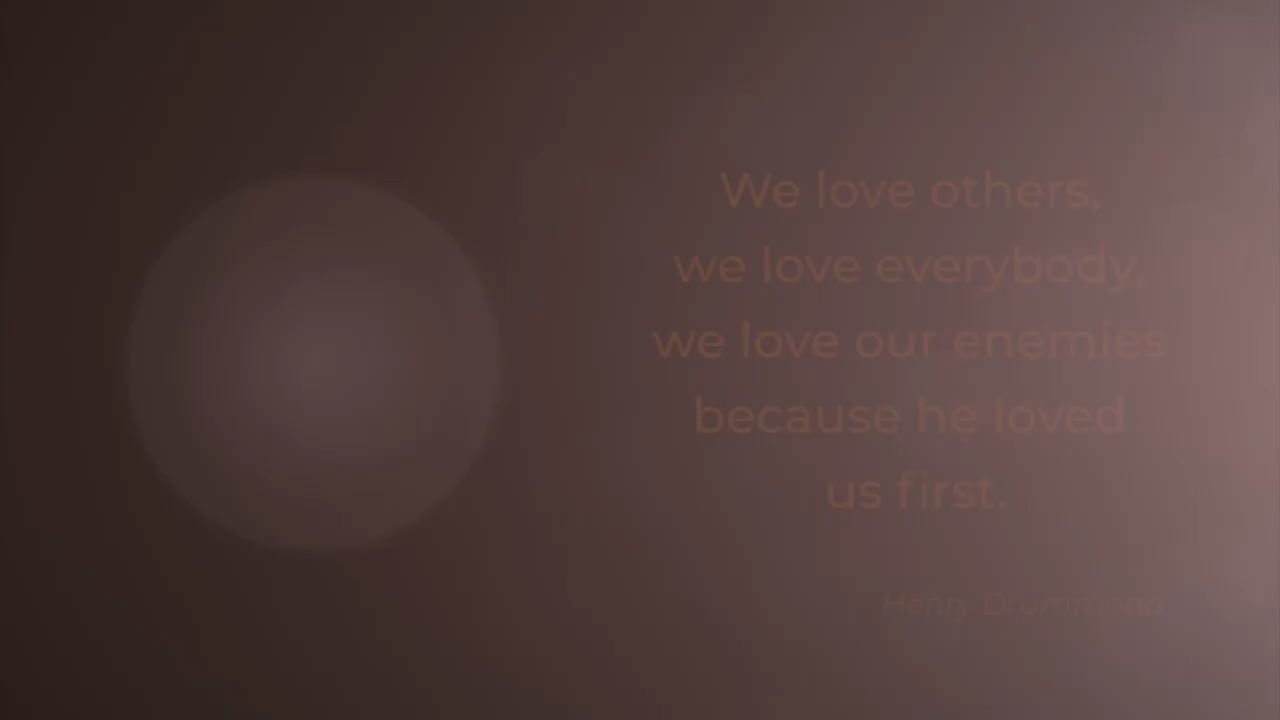 We love others,
we love everybody,
we love our enemies
because he loved
us first.
Henry Drummond